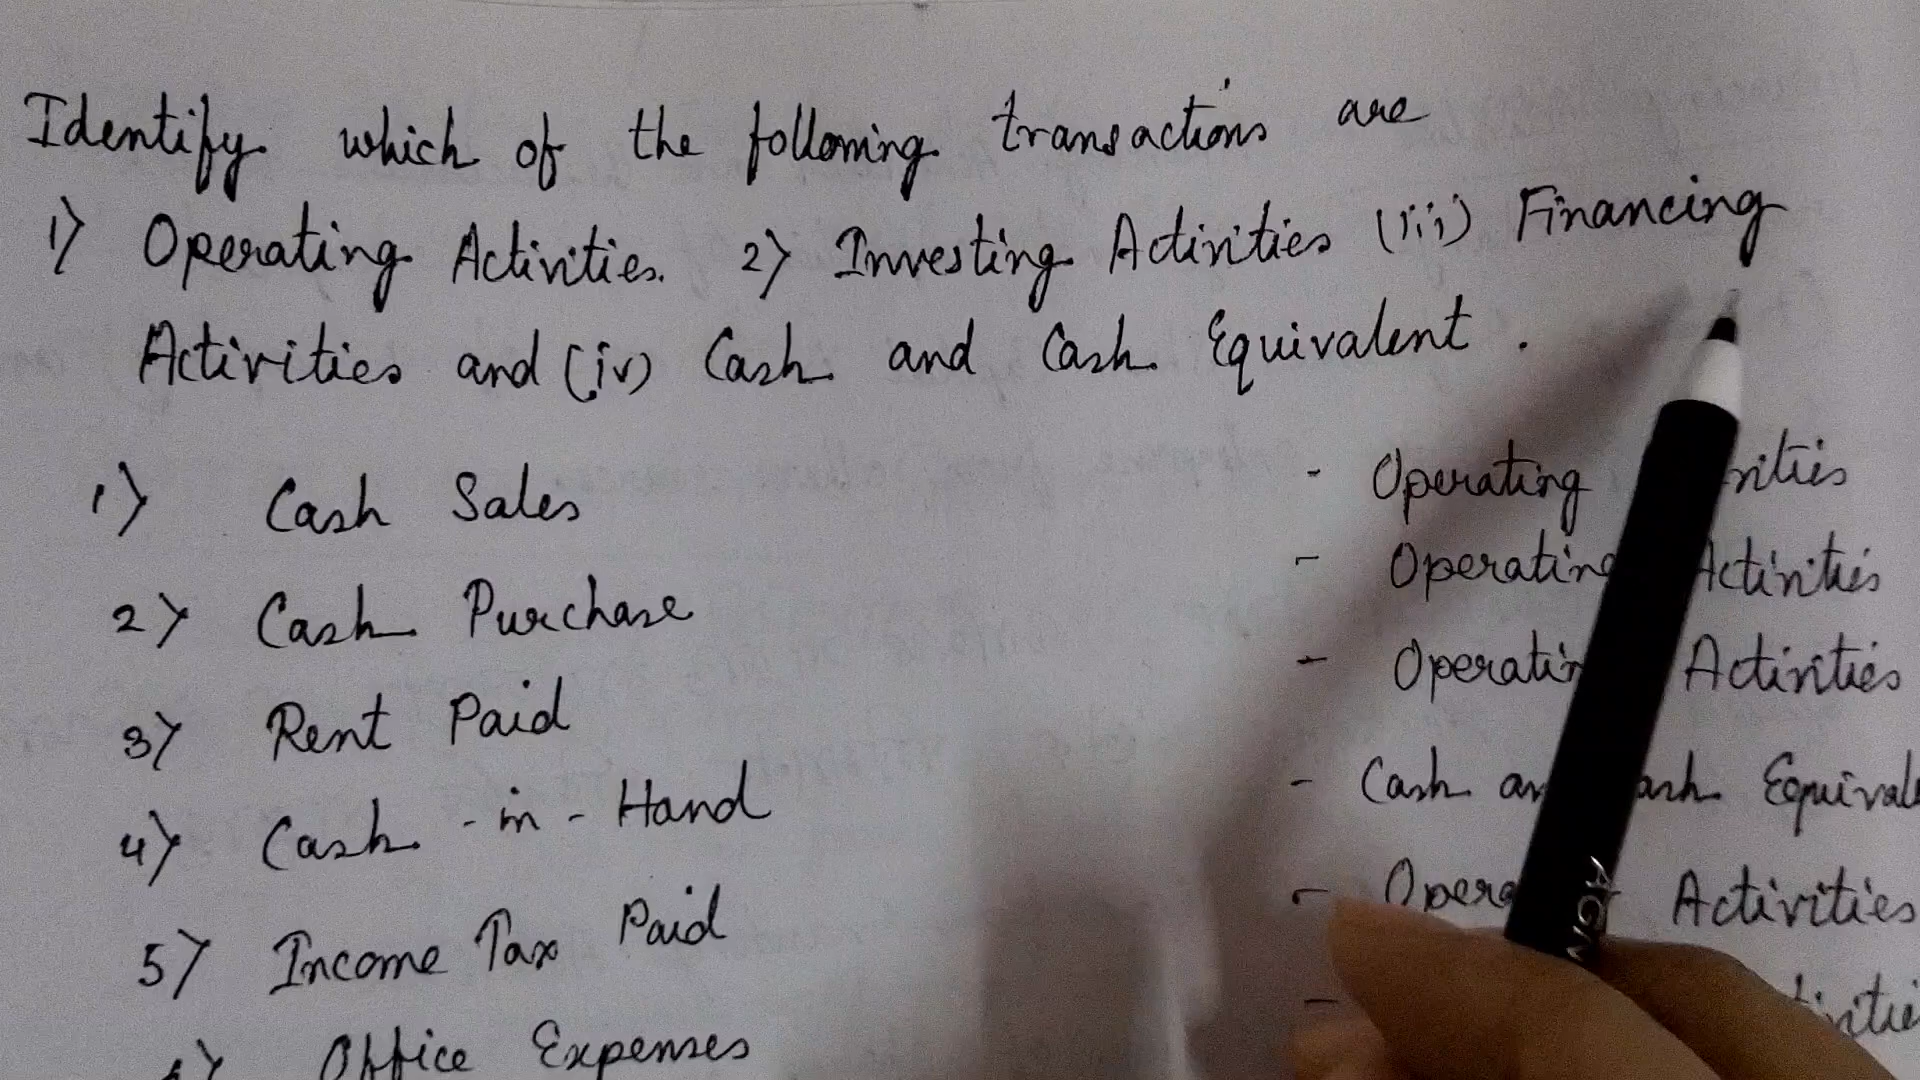 Identify which of the following transactions are
1) Operating Activities. 2) Investing Activities (iii) Financing
Activities and (iv) Cash and Cash Equivalent.
1) Cash Sales - Operating
2) Cash Purchase - Operating Activities
3) Rent Paid - Operating Activities
4) Cash-in-Hand - Cash
5) Income Tax Paid - Activities
Office Expenses